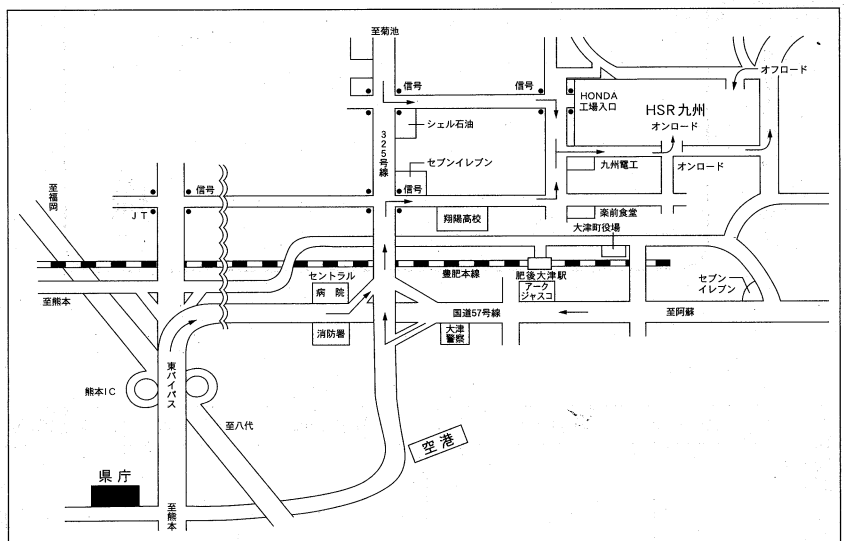 至菊池
信号
信号
オフロード
HONDA
工場入口
HSR九州
オンロード
シェル石油
325号線
セブンイレブン
九州電工
オンロード
至福岡
信号
信号
JT
翔陽高校
楽前食堂
大津町役場
セントラル
病院
豊肥本線
肥後大津駅
アーク
ジャスコ
セブン
イレブン
至熊本
国道57号線
至阿蘇
消防署
大津
警察
東バイパス
熊本IC
至八代
空港
県庁
至熊本